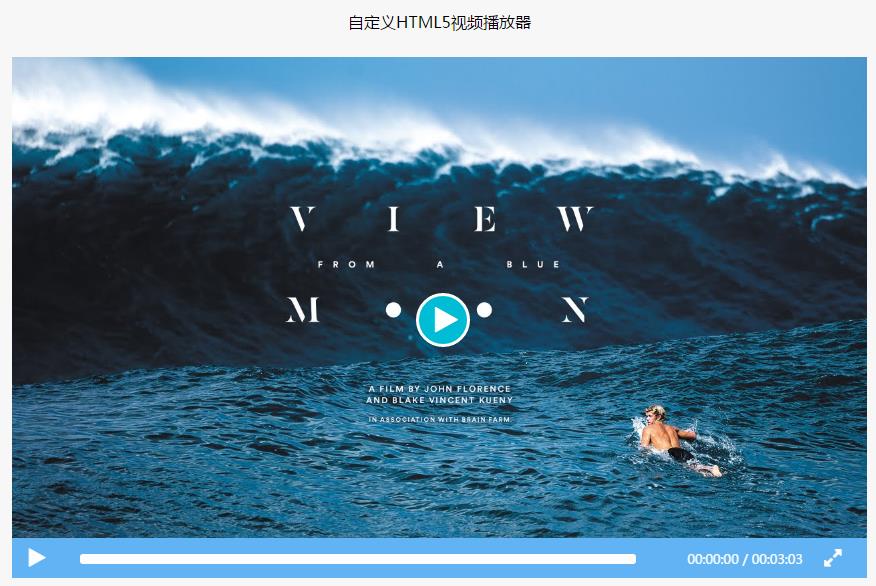 自定义HTML5视频播放器
VIEW
FROM A BLUE
M●●N
A FILM BY JOHN FLORENCE
AND BLAKE VINCENT KUENY
IN ASSOCIATION WITH BRAIN FARM
00:00:00 / 00:03:03